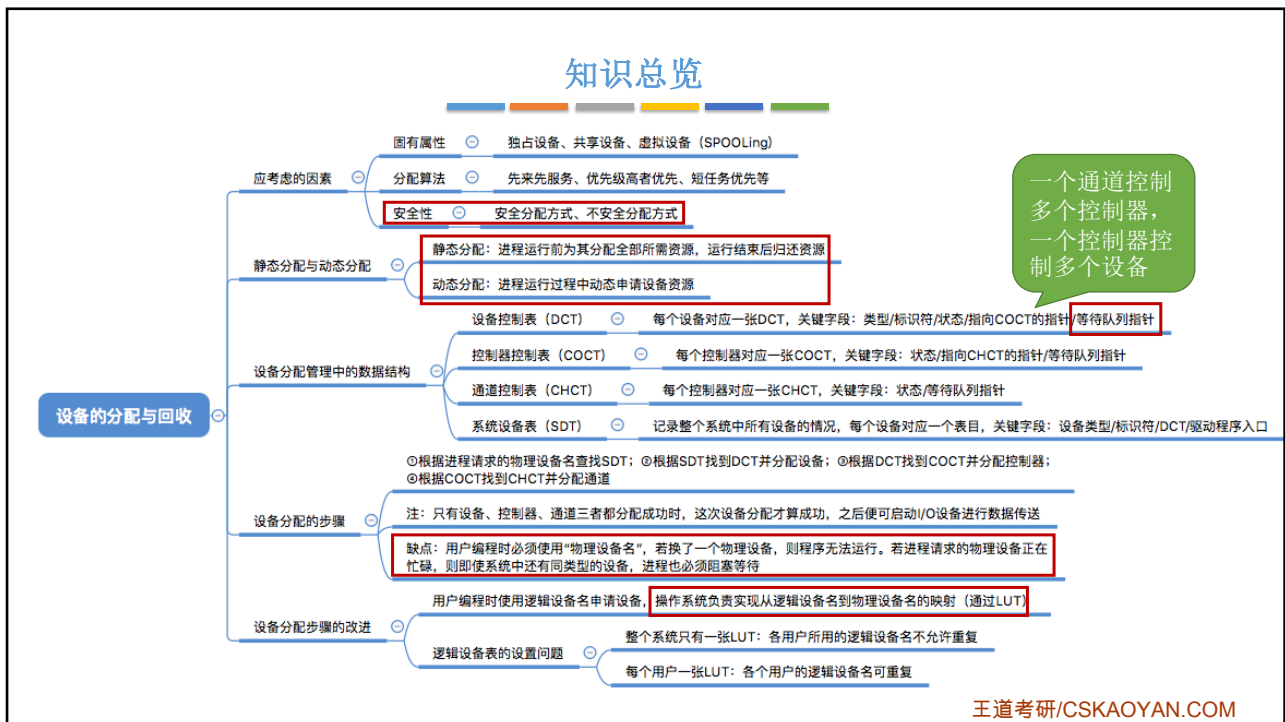 知识总览
固有属性
独占设备、共享设备、虚拟设备（SPOOLing)
应考虑的因素
分配算法
先来先服务、优先级高者优先、短任务优先等
安全性
安全分配方式、不安全分配方式
一个通道控制
多个控制器，
一个控制器控
制多个设备
静态分配与动态分配
静态分配：进程运行前为其分配全部所需资源，运行结束后归还资源
动态分配：进程运行过程中动态申请设备资源
设备的分配与回收
设备分配管理中的数据结构
设备控制表（DCT）
每个设备对应一张DCT，关键字段：类型/标识符/状态/指向COCT的指针/等待队列指针
控制器控制表（COCT）
每个控制器对应一张COCT，关键字段：状态/指向CHCT的指针/等待队列指针
通道控制表（CHCT）
每个控制器对应一张CHCT，关键字段：状态/等待队列指针
系统设备表（SDT）
记录整个系统中所有设备的情况，每个设备对应一个表目，关键字段：设备类型/标识符/DCT/驱动程序入口
设备分配的步骤
①根据进程请求的物理设备名查找SDT；②根据SDT找到DCT并分配设备；③根据DCT找到COCT并分配控制器；
④根据COCT找到CHCT并分配通道
注：只有设备、控制器、通道三者都分配成功时，这次设备分配才算成功，之后便可启动I/O设备进行数据传送
缺点：用户编程时必须使用“物理设备名”，若换了一个物理设备，则程序无法运行。若进程请求的物理设备正在
忙碌，则即使系统中还有同类型的设备，进程也必须阻塞等待
设备分配步骤的改进
用户编程时使用逻辑设备名申请设备，操作系统负责实现从逻辑设备名到物理设备名的映射（通过LUT）
逻辑设备表的设置问题
整个系统只有一张LUT：各用户所用的逻辑设备名不允许重复
每个用户一张LUT：各个用户的逻辑设备名可重复
王道考研/CSKAOYAN.COM